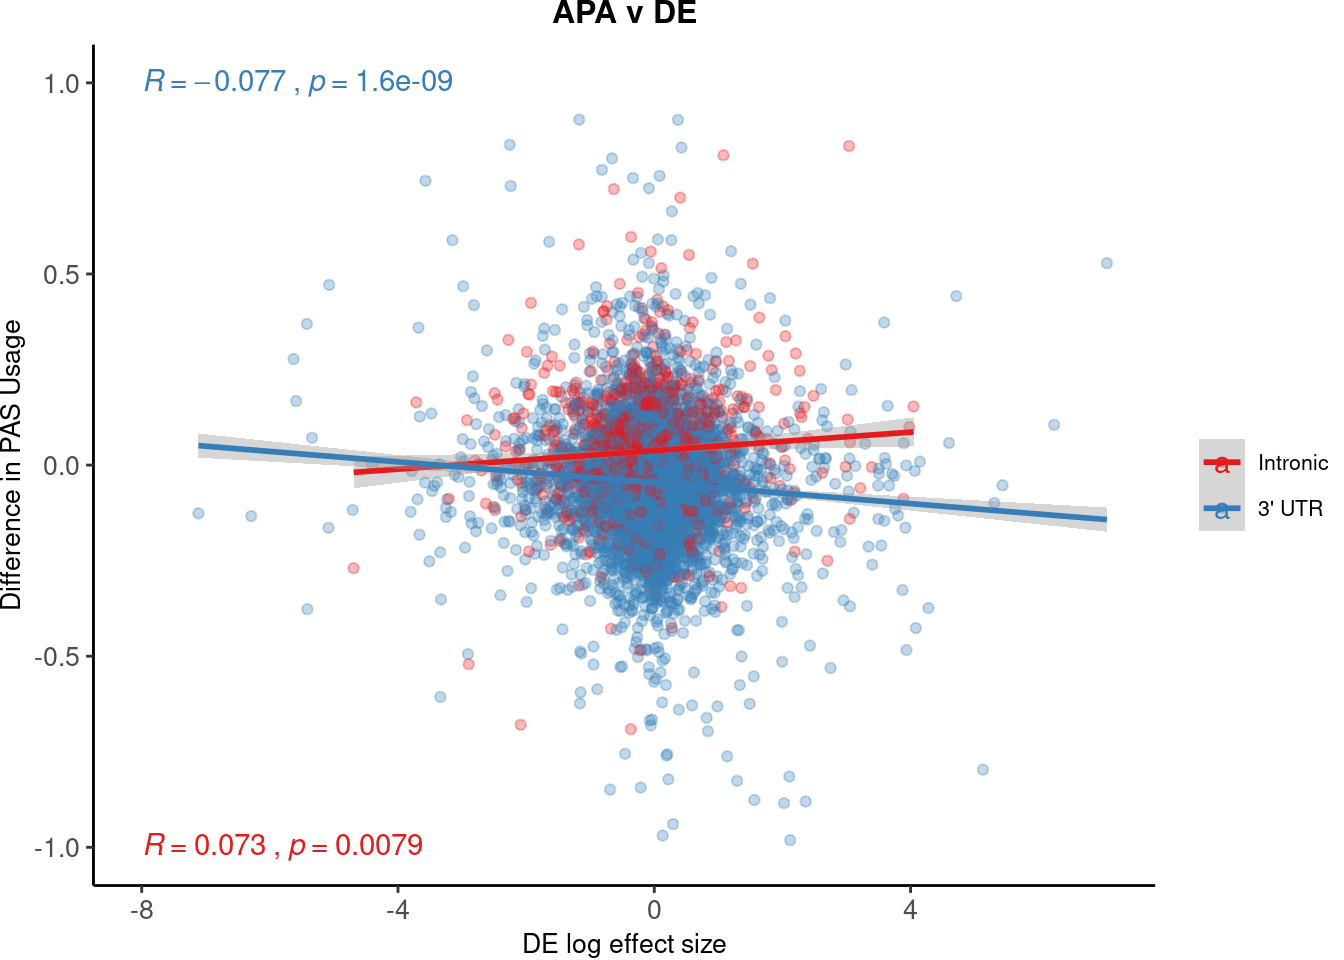 APA v DE
R = −0.077 , p = 1.6e-09
1.0
0.5
0.0
-0.5
-1.0
Difference in PAS Usage
a Intronic
a 3' UTR
R = 0.073 , p = 0.0079
-8 -4 0 4
DE log effect size